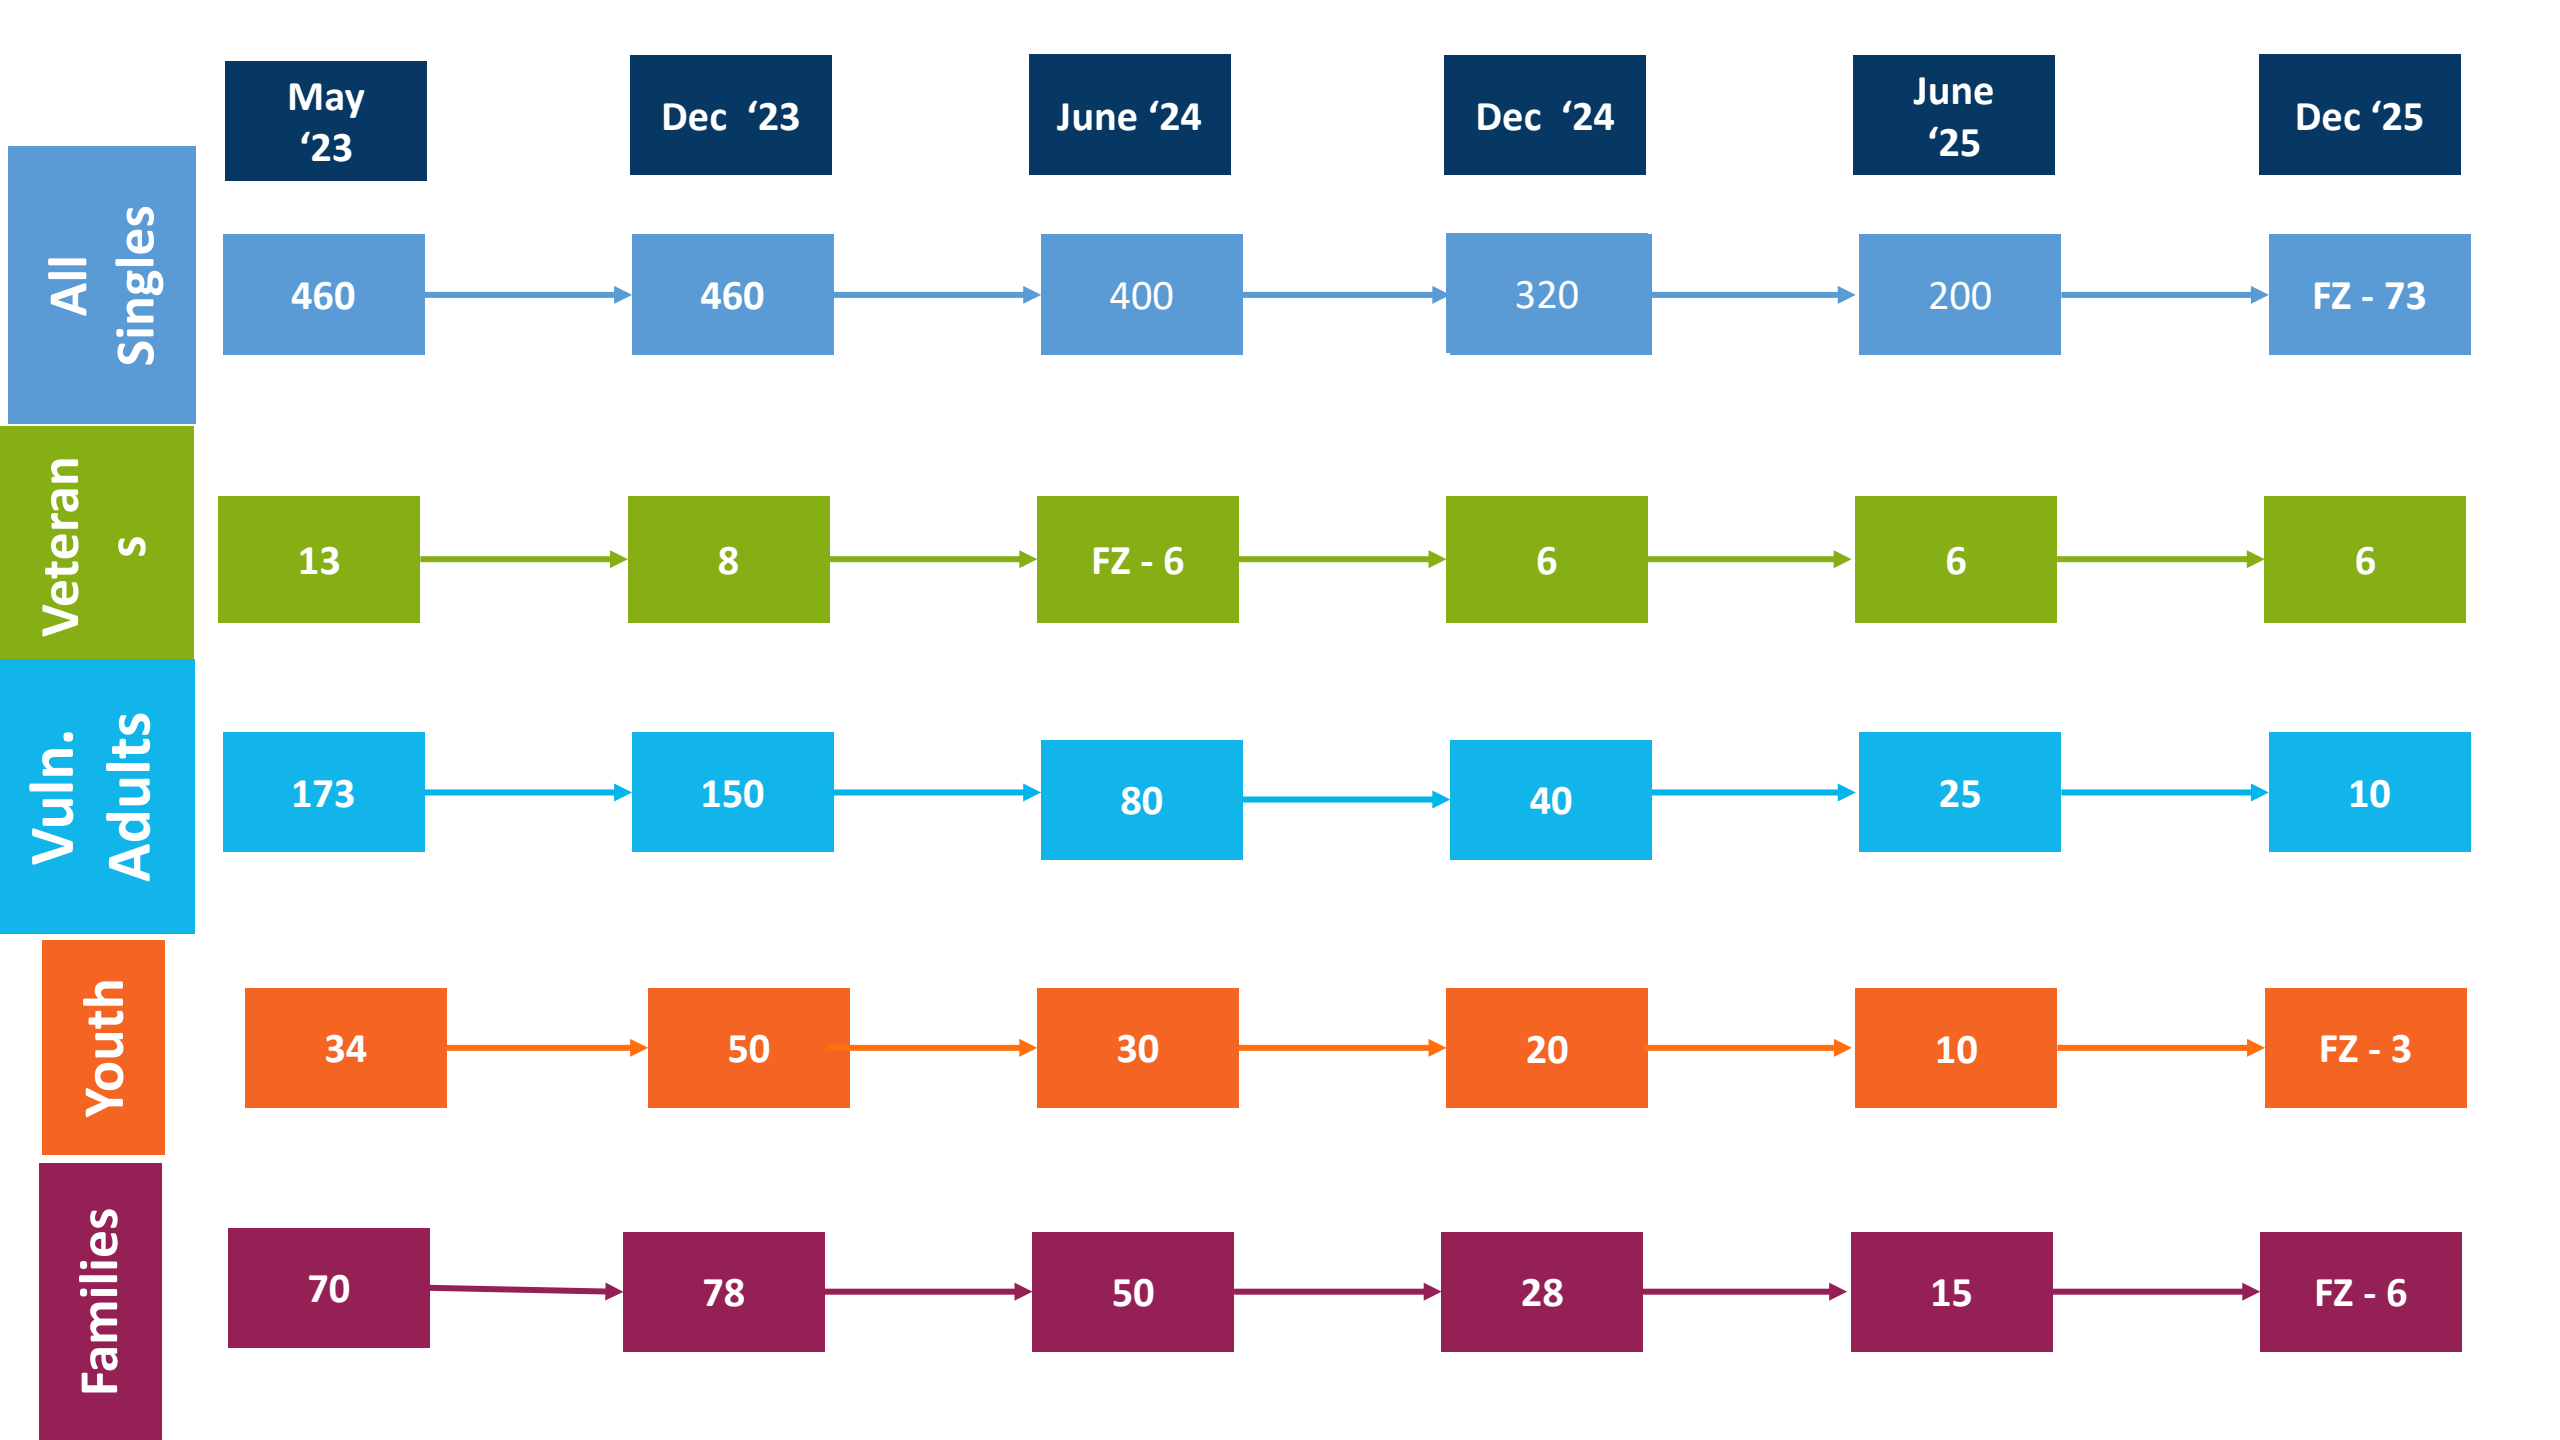 May
‘23
Dec  ‘23
June ‘24
Dec  ‘24
June
‘25
Dec ‘25
All
Singles
460
460
400
320
200
FZ - 73
Veteran
s
13
8
FZ - 6
6
6
6
Vuln.
Adults
173
150
80
40
25
10
Youth
34
50
30
20
10
FZ - 3
Families
70
78
50
28
15
FZ - 6